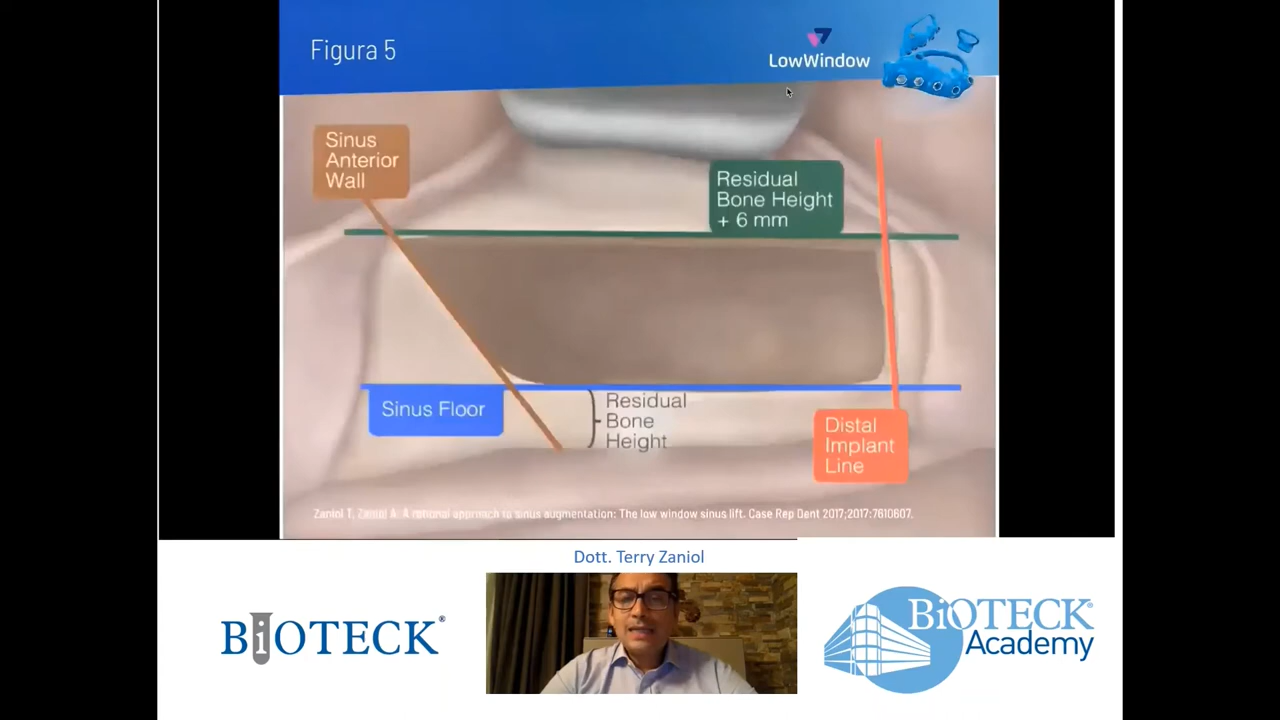 Figura 5
LowWindow
Sinus
Anterior
Wall
Residual
Bone Height
+ 6 mm
Sinus Floor
Residual
Bone
Height
Distal
Implant
Line
Zaniol T, Zaniol A. A rational approach to sinus augmentation: The low window sinus lift. Case Rep Dent 2017;2017:7610607.
Dott. Terry Zaniol
BiOTECK®
BiOTECK®
Academy